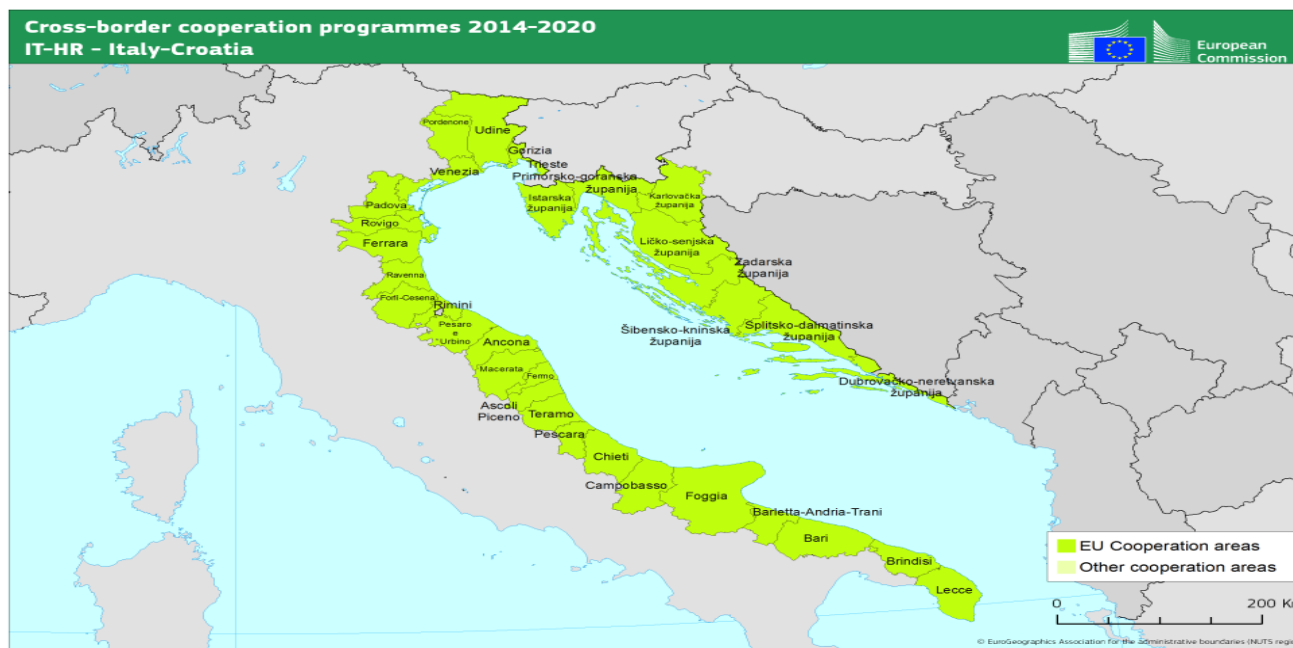 Cross-border cooperation programmes 2014-2020
IT-HR - Italy-Croatia
European
Commission
Pordenone
Udine
Gorizia
Trieste
Venezia
Primorsko-goranska
županija
Istarska
županija
Karlovačka
županija
Padova
Rovigo
Ferrara
Ličko-senjska
županija
Zadarska
županija
Ravenna
Forlì-Cesena
Rimini
Pesaro
e
Urbino
Ancona
Šibensko-kninska
županija
Splitsko-dalmatinska
županija
Macerata
Fermo
Dubrovačko-neretvanska
županija
Ascoli
Piceno
Teramo
Pescara
Chieti
Campobasso
Foggia
Barletta-Andria-Trani
Bari
Brindisi
Lecce
EU Cooperation areas
Other cooperation areas
0 200 K
© EuroGeographics Association for the administrative boundaries (NUTS regi